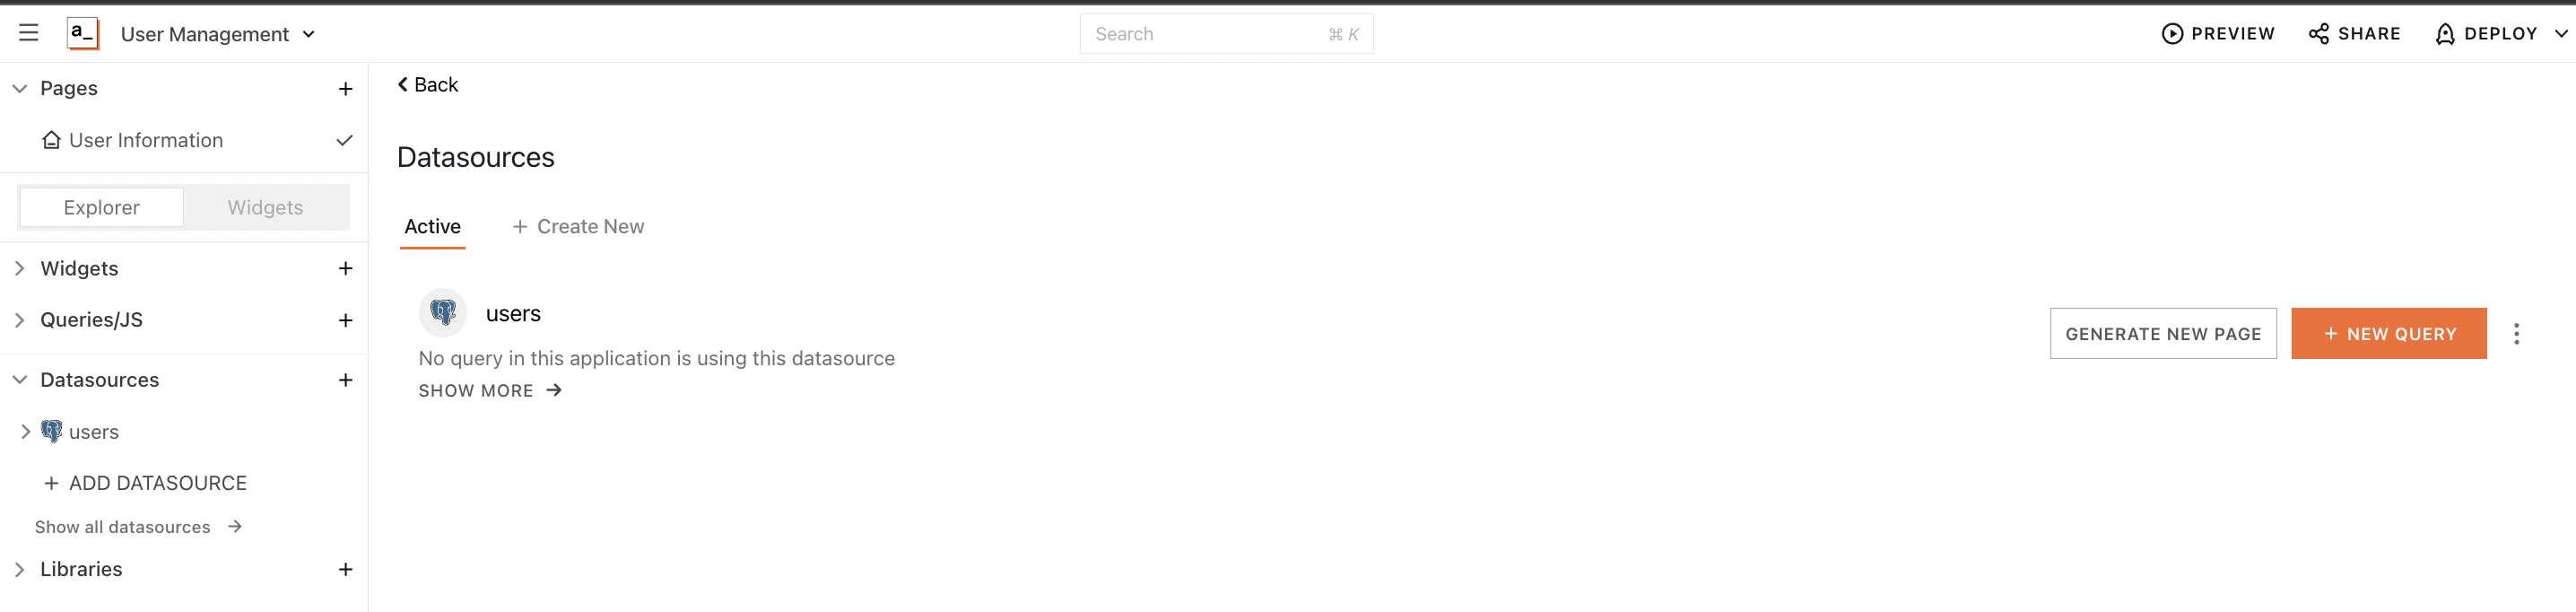 a_ User Management Search ⌘ K PREVIEW SHARE DEPLOY
Pages +
User Information
Explorer Widgets
Widgets +
Queries/JS +
Datasources +
users
+ ADD DATASOURCE
Show all datasources →
Libraries +
Back
Datasources
Active + Create New
users
No query in this application is using this datasource
SHOW MORE →
GENERATE NEW PAGE + NEW QUERY